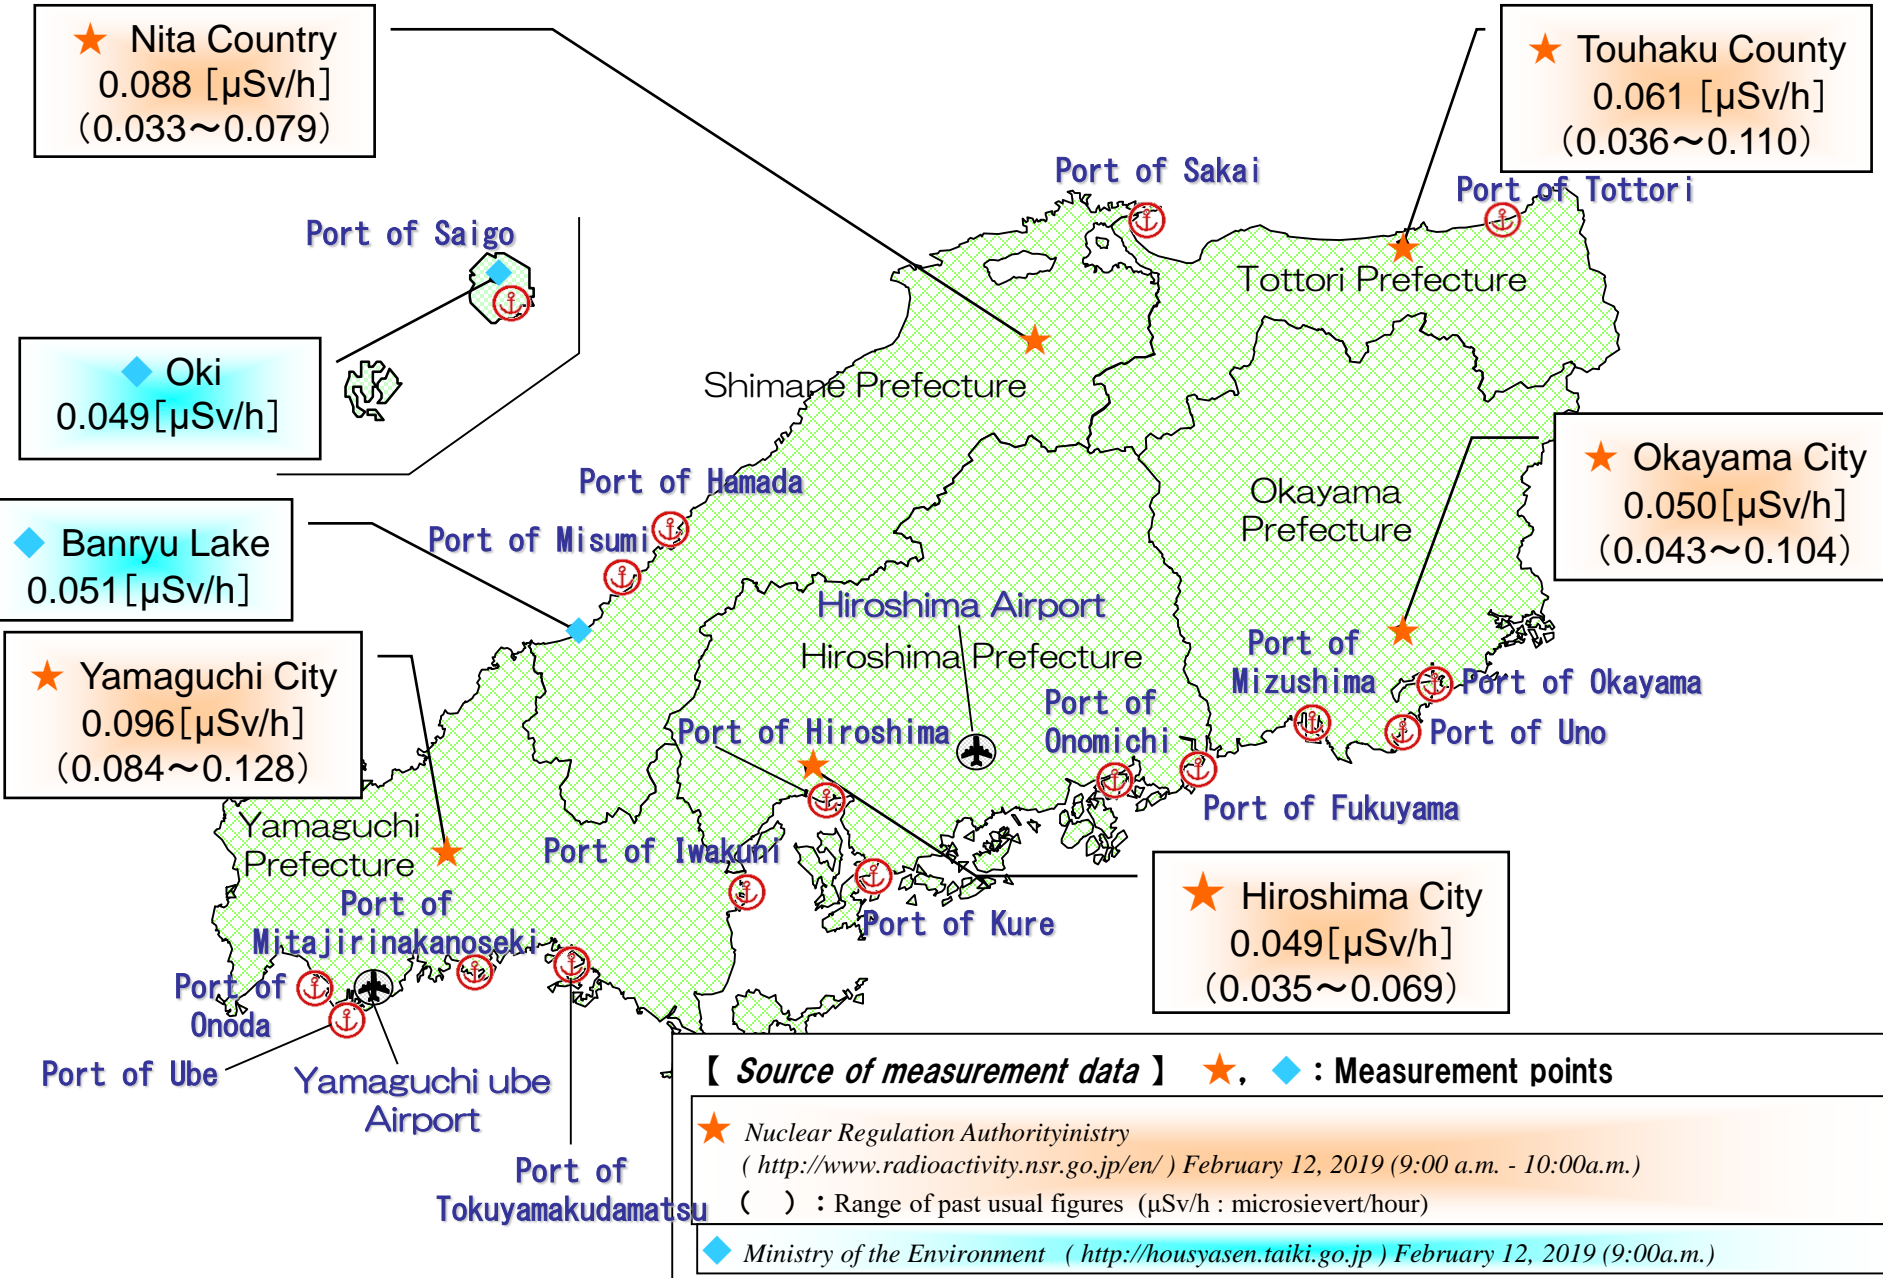 ★ Nita Country
0.088 [μSv/h]
(0.033～0.079)
★ Touhaku County
0.061 [μSv/h]
(0.036～0.110)
Port of Sakai
Port of Tottori
Port of Saigo
Tottori Prefecture
◆ Oki
0.049[μSv/h]
Shimane Prefecture
★ Okayama City
0.050[μSv/h]
(0.043～0.104)
Port of Hamada
Okayama
Prefecture
Port of Misumi
◆ Banryu Lake
0.051[μSv/h]
Hiroshima Airport
Hiroshima Prefecture
Port of
Mizushima
Port of Okayama
★ Yamaguchi City
0.096[μSv/h]
(0.084～0.128)
Port of Hiroshima
Port of
Onomichi
Port of Uno
Port of Fukuyama
Yamaguchi
Prefecture
Port of Iwakuni
Port of
Mitajirinakanoseki
Port of Kure
★ Hiroshima City
0.049[μSv/h]
(0.035～0.069)
Port of
Onoda
Port of Ube
Yamaguchi ube
Airport
Port of
Tokuyamakudamatsu
【 Source of measurement data 】 ★, ◆ : Measurement points
★ Nuclear Regulation Authorityinistry
( http://www.radioactivity.nsr.go.jp/en/ ) February 12, 2019 (9:00 a.m. - 10:00a.m.)
( ) : Range of past usual figures (μSv/h : microsievert/hour)
◆ Ministry of the Environment ( http://housyasen.taiki.go.jp ) February 12, 2019 (9:00a.m.)